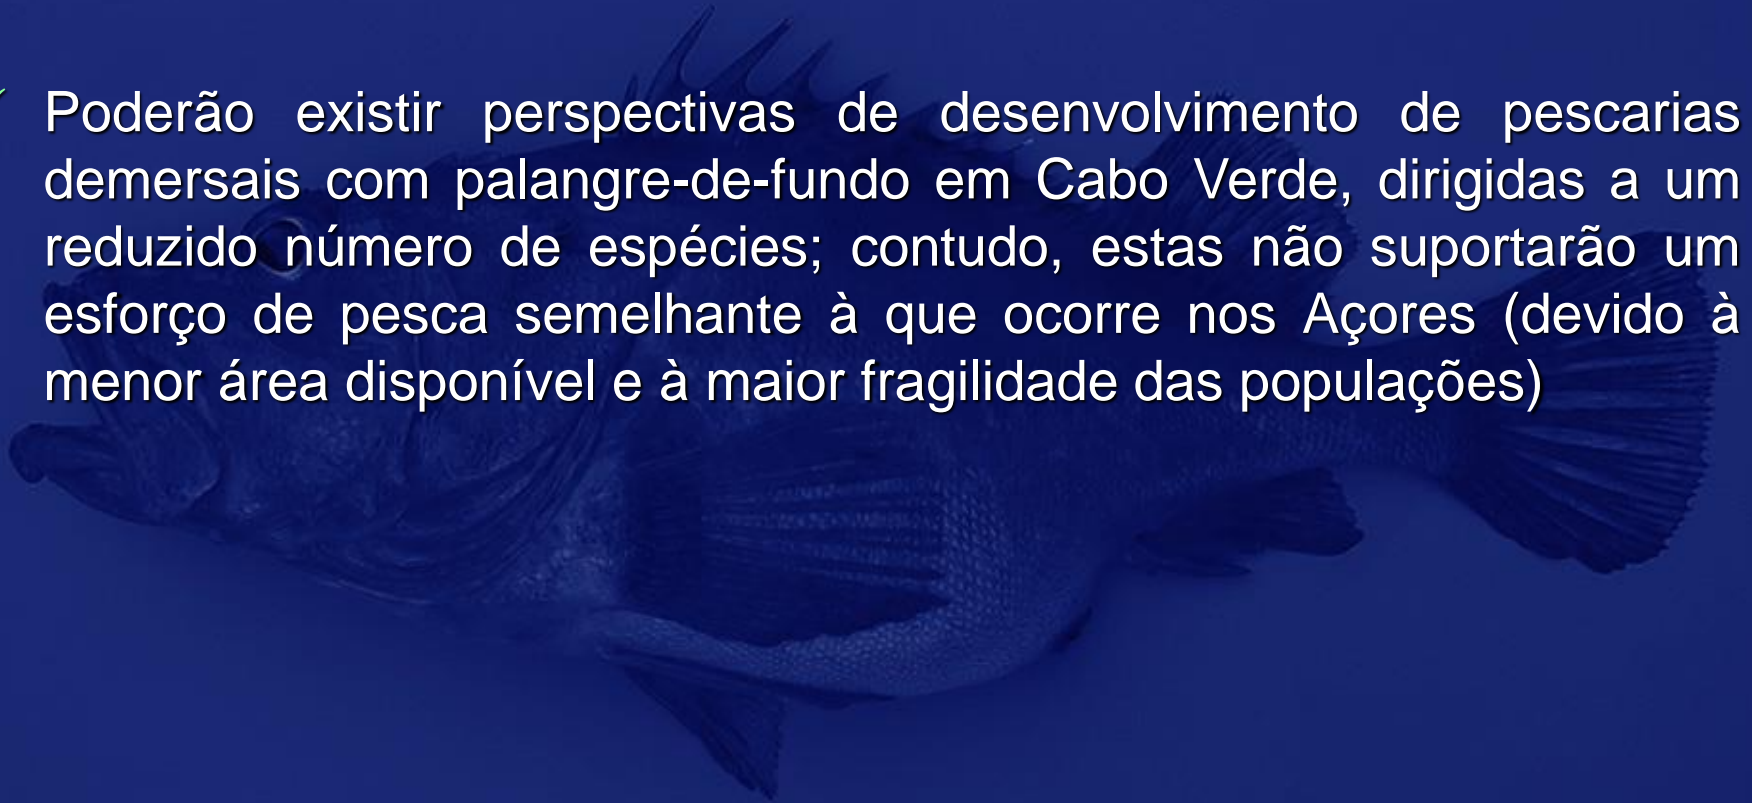 Poderão existir perspectivas de desenvolvimento de pescarias
demersais com palangre-de-fundo em Cabo Verde, dirigidas a um
reduzido número de espécies; contudo, estas não suportarão um
esforço de pesca semelhante à que ocorre nos Açores (devido à
menor área disponível e à maior fragilidade das populações)